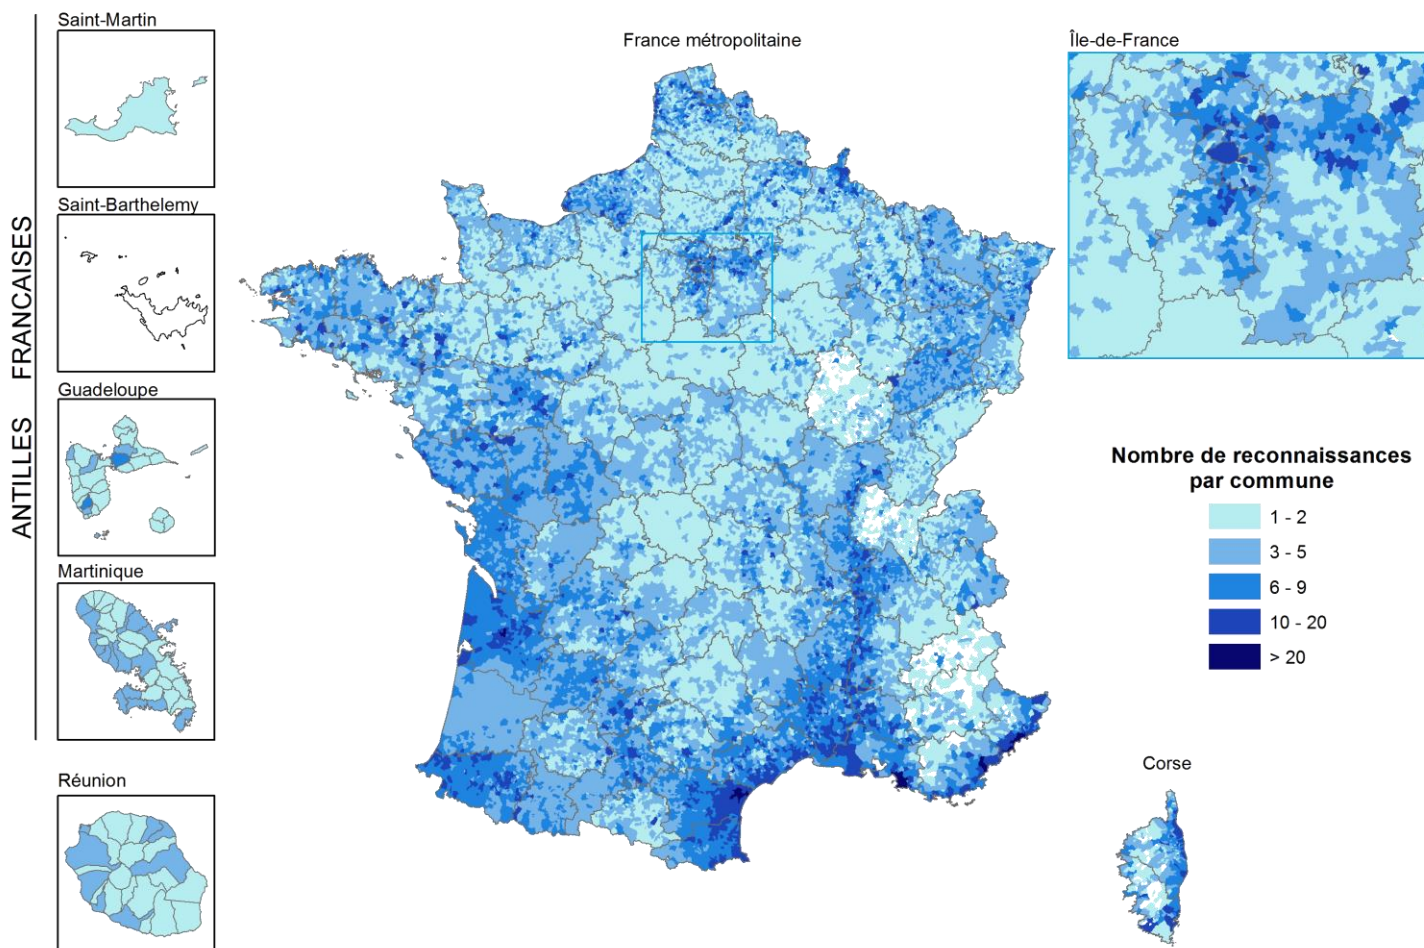 Saint-Martin
France métropolitaine
Île-de-France
Saint-Barthelemy
ANTILLES FRANCAISES
Guadeloupe
Martinique
Réunion
Nombre de reconnaissances
par commune
1 - 2
3 - 5
6 - 9
10 - 20
> 20
Corse